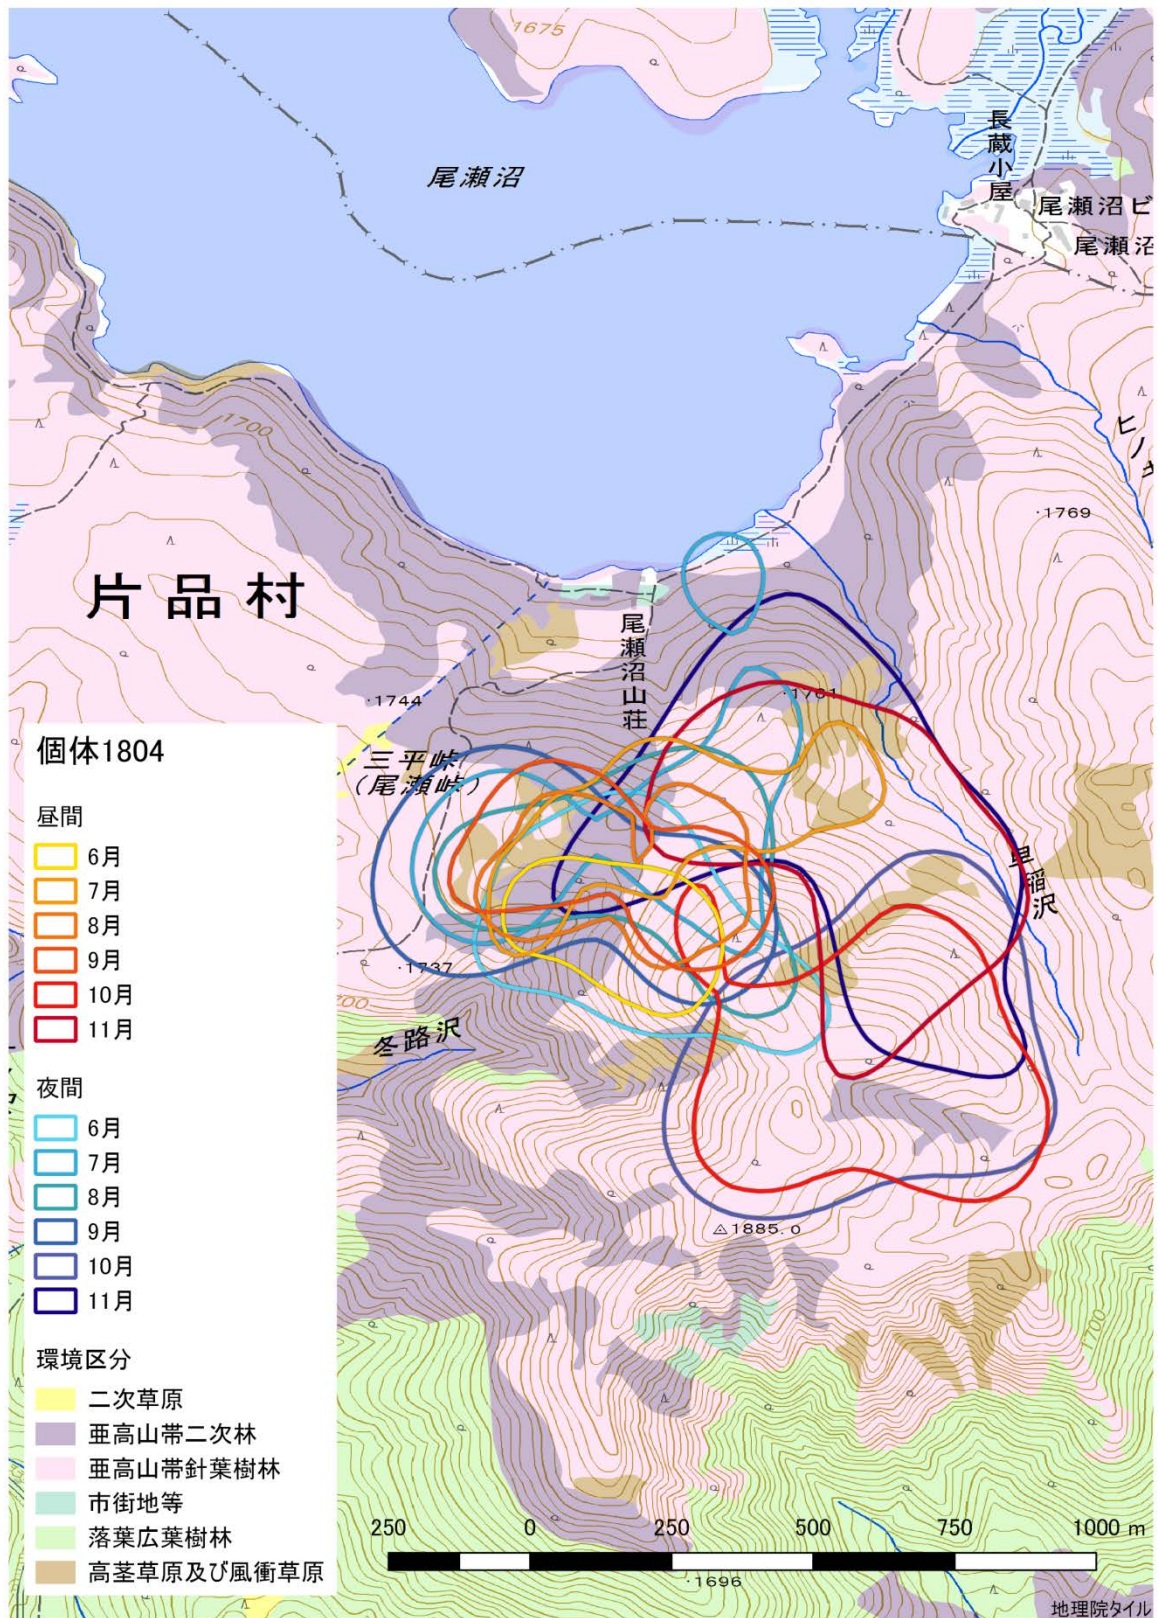 1675
尾瀬沼
長蔵小屋
尾瀬沼ビ
尾瀬沼
1700
ヒノキ
・1769
片品村
尾瀬沼山荘
・1744
・1761
三平峠
(尾瀬峠)
早稲沢
・1737
1700
冬路沢
個体1804
昼間
6月
7月
8月
9月
10月
11月
夜間
6月
7月
8月
9月
10月
11月
△1885.0
1700
環境区分
二次草原
亜高山帯二次林
亜高山帯針葉樹林
市街地等
落葉広葉樹林
高茎草原及び風衝草原
250 0 250 500 750 1000 m
・1696
地理院タイル